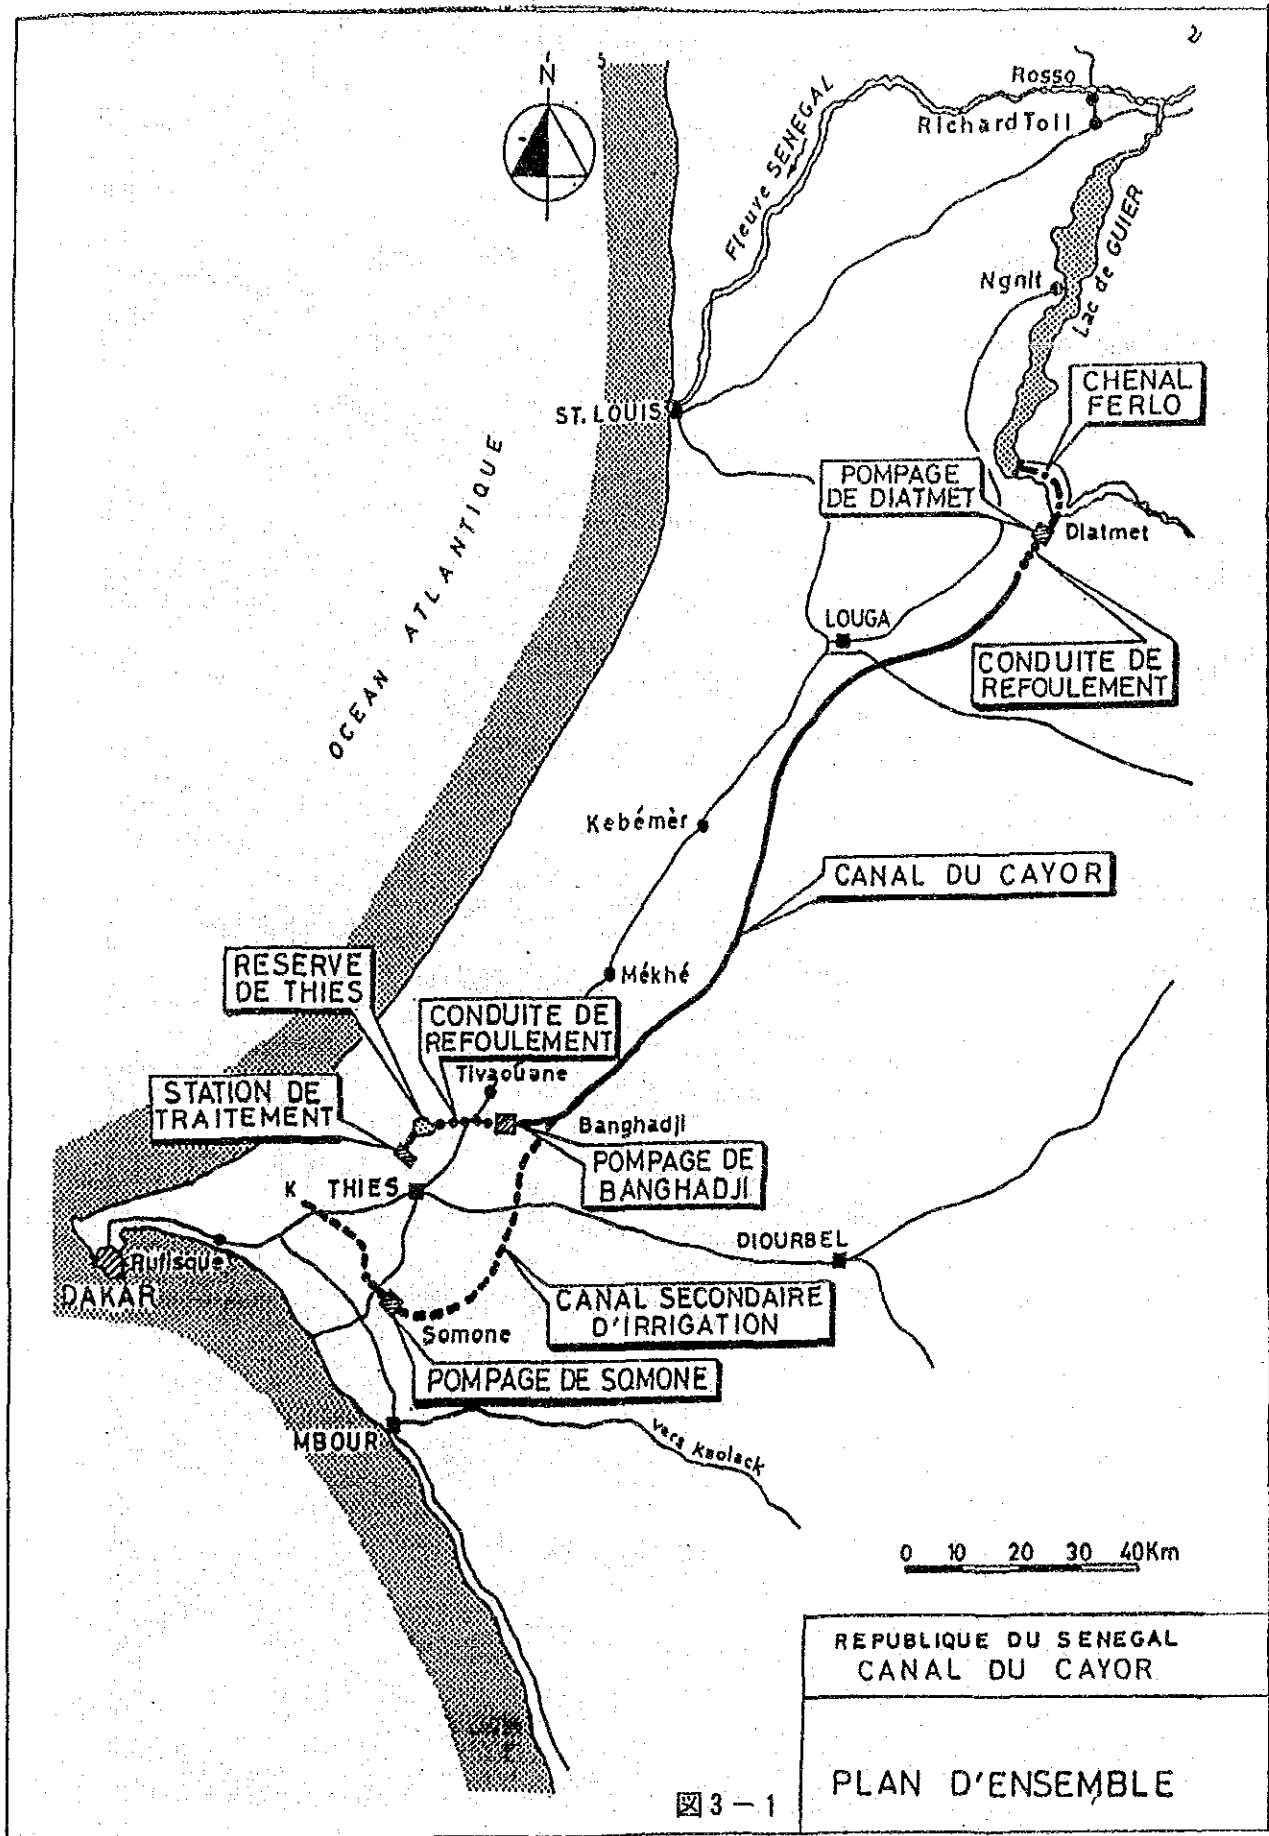 2
N
S
Rosso
Richard Toll
Fleuve SENEGAL
Lac de GUIER
Ngnit
CHENAL
FERLO
ST. LOUIS
POMPAGE
DE DIATMET
Diatmet
OCEAN ATLANTIQUE
LOUGA
CONDUITE DE
REFOULEMENT
Kebémèr
CANAL DU CAYOR
RESERVE
DE THIES
Mékhé
CONDUITE DE
REFOULEMENT
Tivaouane
STATION DE
TRAITEMENT
Banghadji
POMPAGE DE
BANGHADJI
K
THIES
DIOURBEL
Rufisque
DAKAR
CANAL SECONDAIRE
D'IRRIGATION
Somone
POMPAGE DE SOMONE
MBOUR
vers kaolack
0 10 20 30 40Km
REPUBLIQUE DU SENEGAL
CANAL DU CAYOR
PLAN D'ENSEMBLE
図3-1